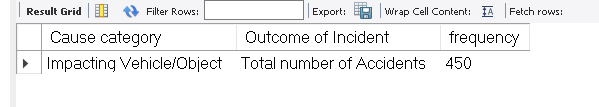 Result Grid Filter Rows: Export: Wrap Cell Content: IA Fetch rows:
Cause category Outcome of Incident frequency
Impacting Vehicle/Object Total number of Accidents 450